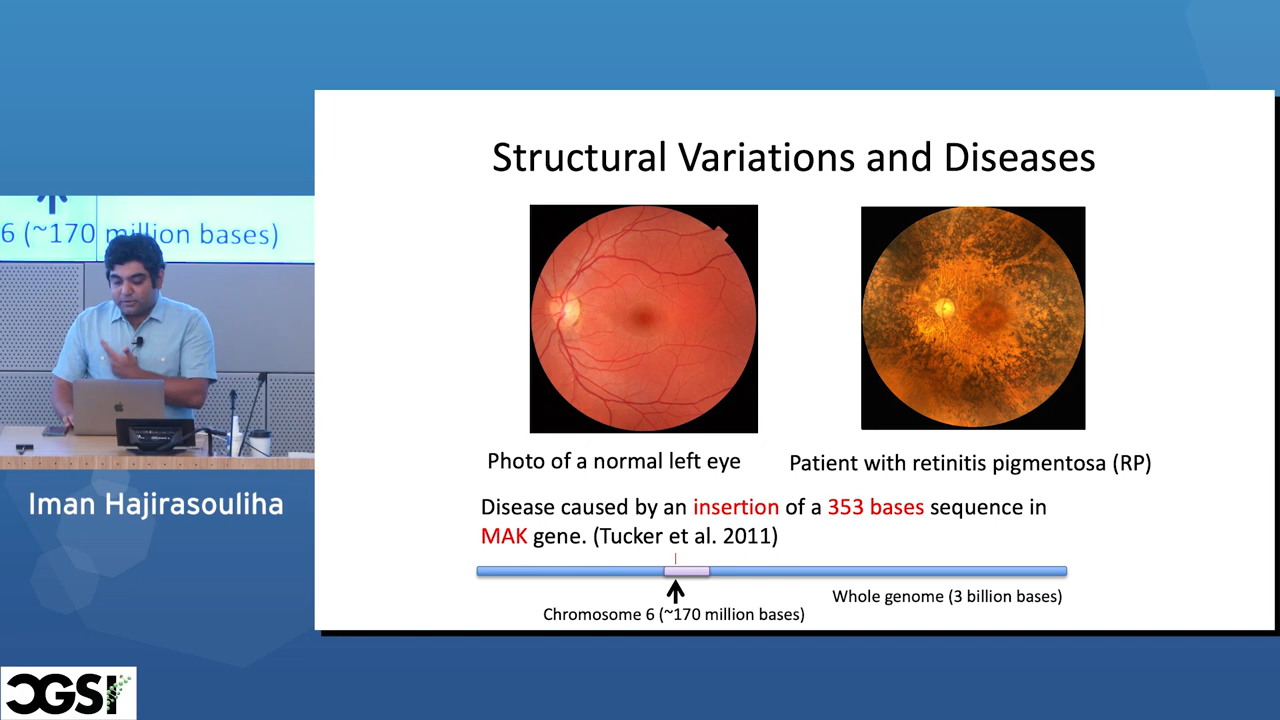 Structural Variations and Diseases
6 (~170 million bases)
Photo of a normal left eye
Patient with retinitis pigmentosa (RP)
Iman Hajirasouliha
Disease caused by an insertion of a 353 bases sequence in
MAK gene. (Tucker et al. 2011)
Whole genome (3 billion bases)
Chromosome 6 (~170 million bases)
CGSI